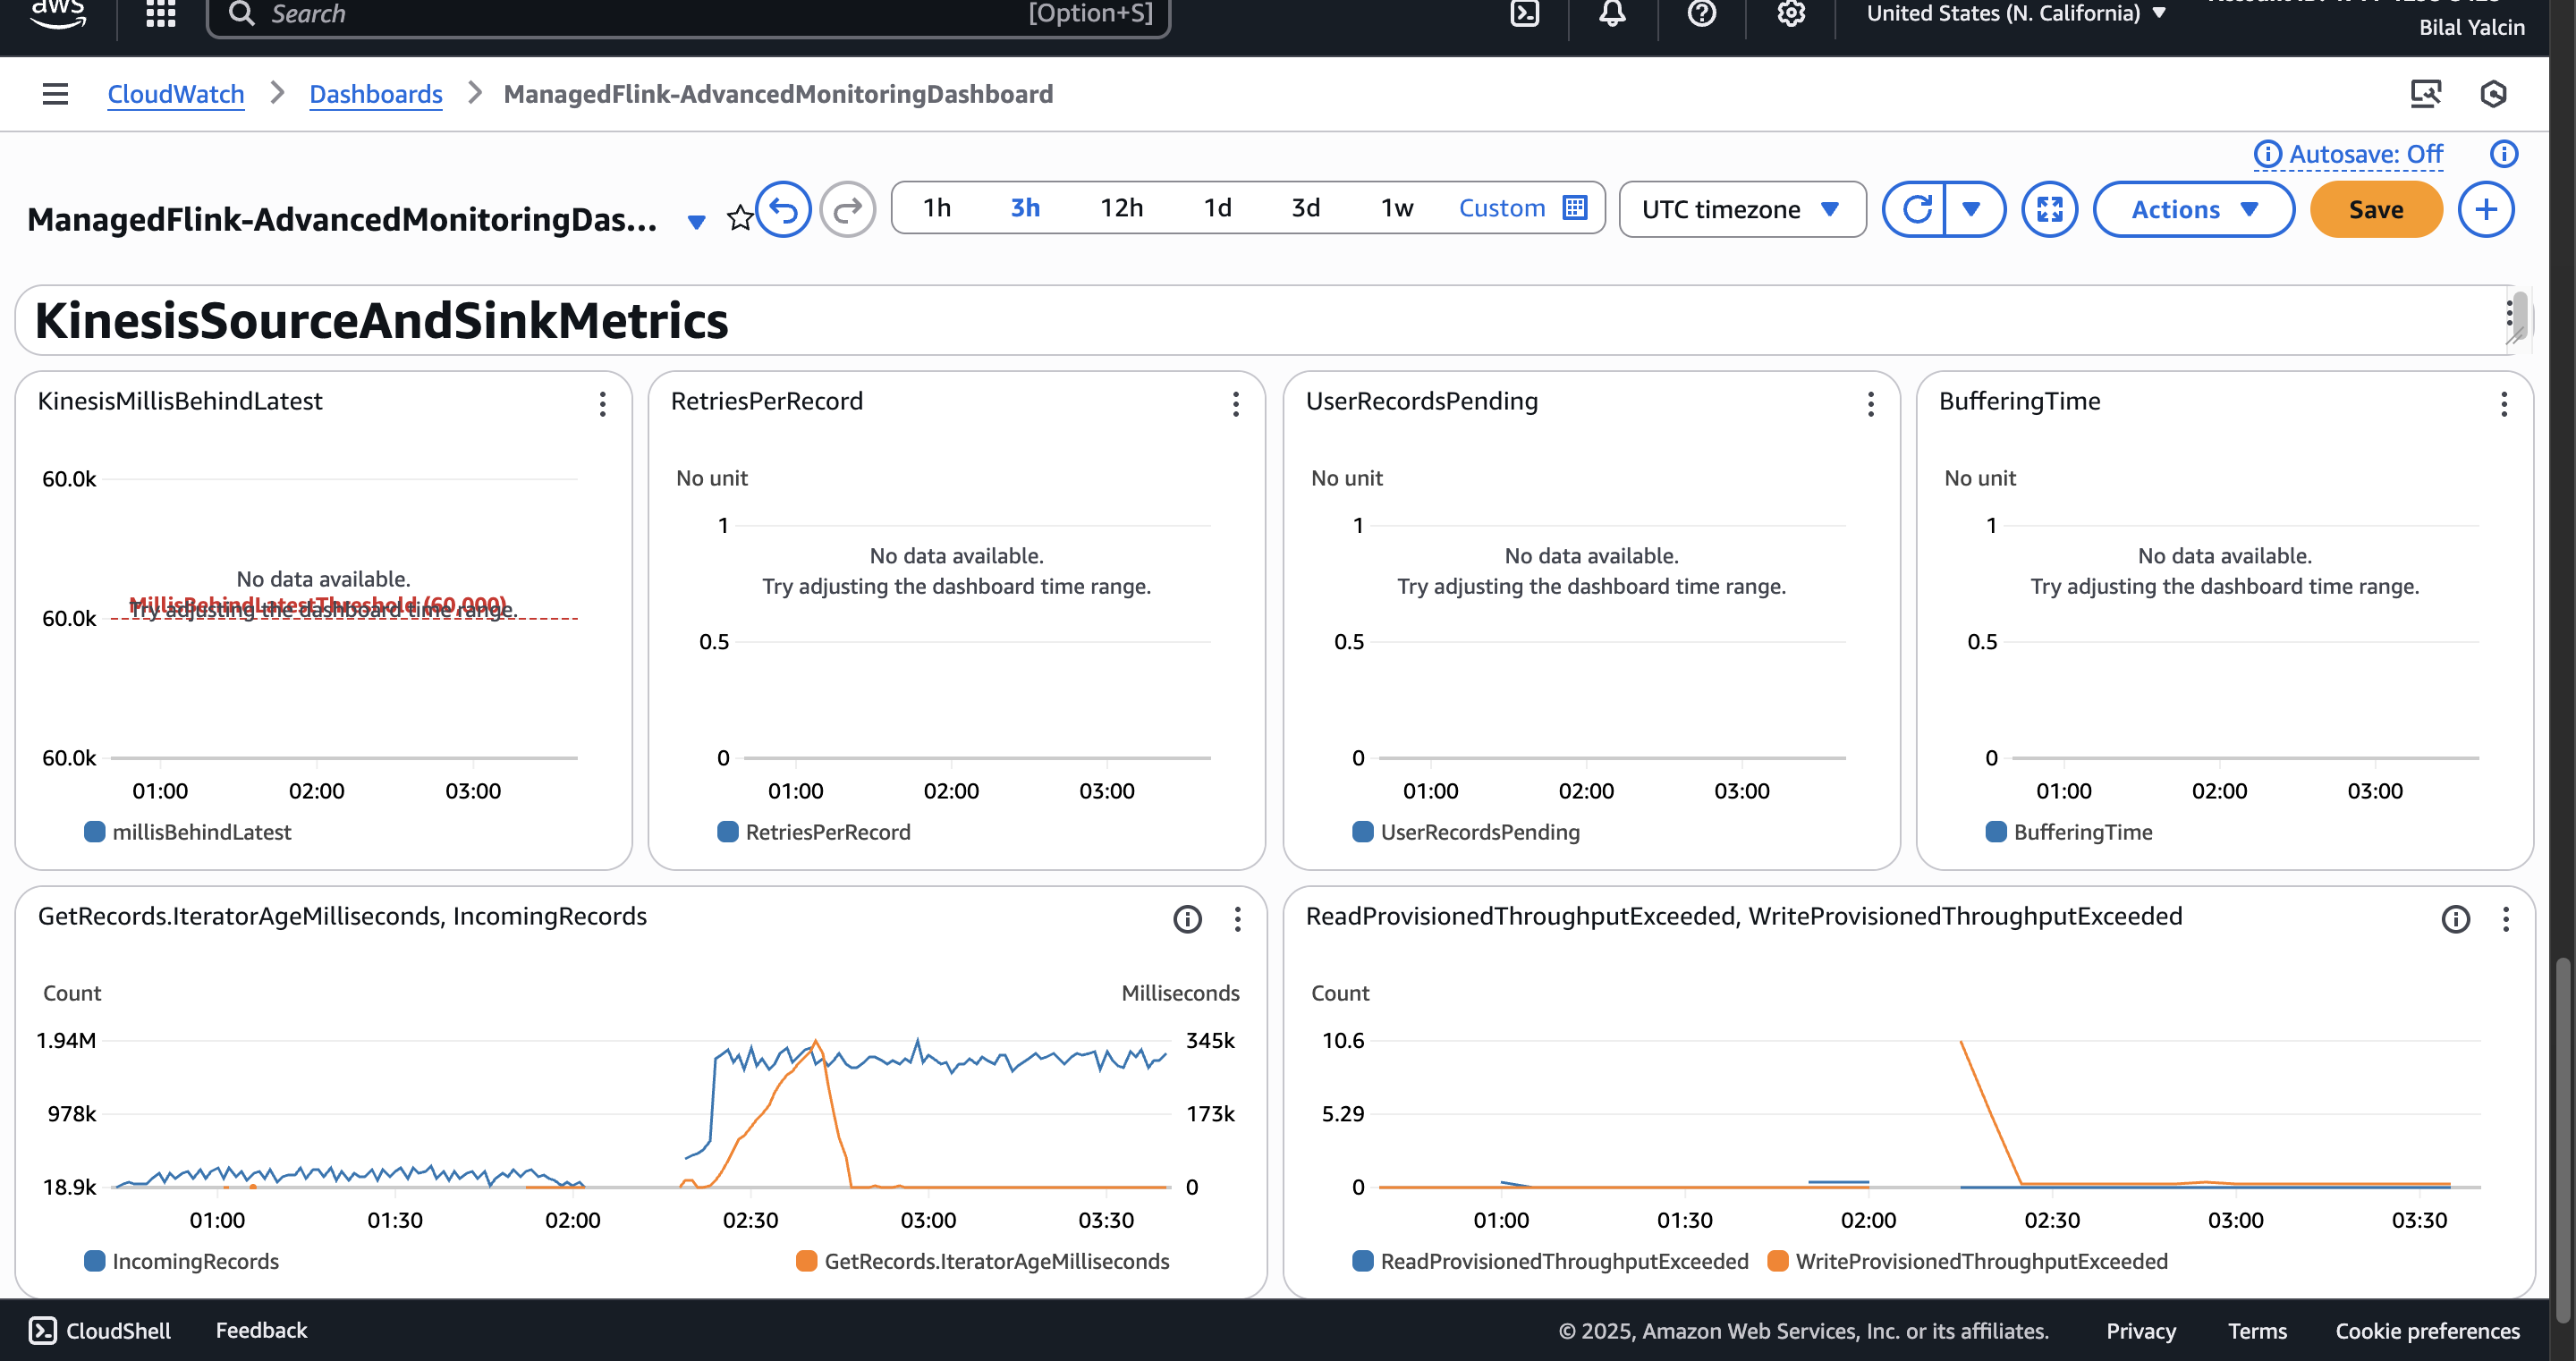 aws
Search
[Option+S]
United States (N. California)
Bilal Yalcin
CloudWatch
Dashboards
ManagedFlink-AdvancedMonitoringDashboard
Autosave: Off
ManagedFlink-AdvancedMonitoringDas...
1h
3h
12h
1d
3d
1w
Custom
UTC timezone
Actions
Save
KinesisSourceAndSinkMetrics
KinesisMillisBehindLatest
60.0k
No data available.
MillisBehindLatestThreshold (60,000)
Try adjusting the dashboard time range.
60.0k
60.0k
01:00
02:00
03:00
millisBehindLatest
RetriesPerRecord
No unit
1
No data available.
Try adjusting the dashboard time range.
0.5
0
01:00
02:00
03:00
RetriesPerRecord
UserRecordsPending
No unit
1
No data available.
Try adjusting the dashboard time range.
0.5
0
01:00
02:00
03:00
UserRecordsPending
BufferingTime
No unit
1
No data available.
Try adjusting the dashboard time range.
0.5
0
01:00
02:00
03:00
BufferingTime
GetRecords.IteratorAgeMilliseconds, IncomingRecords
Count
Milliseconds
1.94M
345k
978k
173k
18.9k
0
01:00
01:30
02:00
02:30
03:00
03:30
IncomingRecords
GetRecords.IteratorAgeMilliseconds
ReadProvisionedThroughputExceeded, WriteProvisionedThroughputExceeded
Count
10.6
5.29
0
01:00
01:30
02:00
02:30
03:00
03:30
ReadProvisionedThroughputExceeded
WriteProvisionedThroughputExceeded
CloudShell
Feedback
© 2025, Amazon Web Services, Inc. or its affiliates.
Privacy
Terms
Cookie preferences